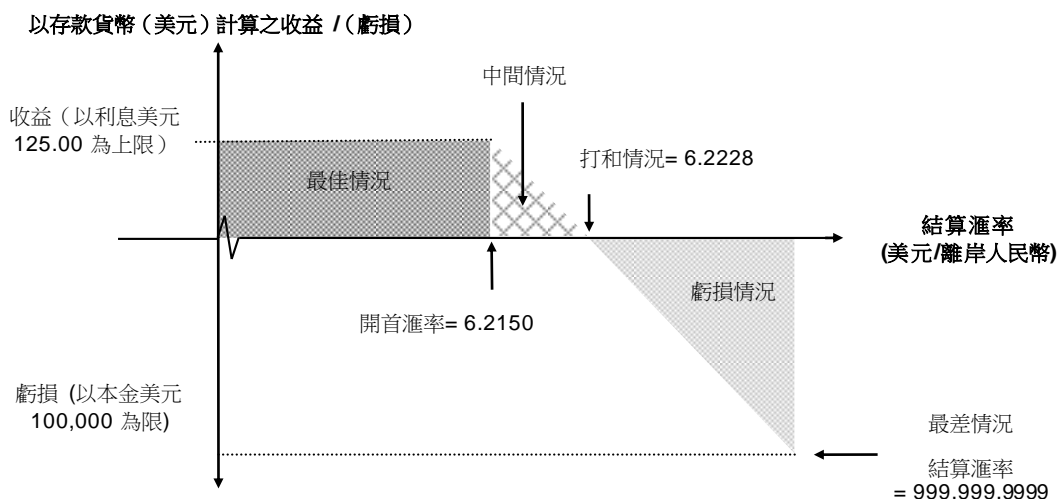 以存款貨幣（美元）計算之收益 /（虧損）
中間情況
收益（以利息美元
125.00 為上限）
打和情況= 6.2228
最佳情況
結算滙率
(美元/離岸人民幣)
虧損情況
開首滙率= 6.2150
虧損 (以本金美元
100,000 為限)
最差情況
結算滙率
= 999,999.9999